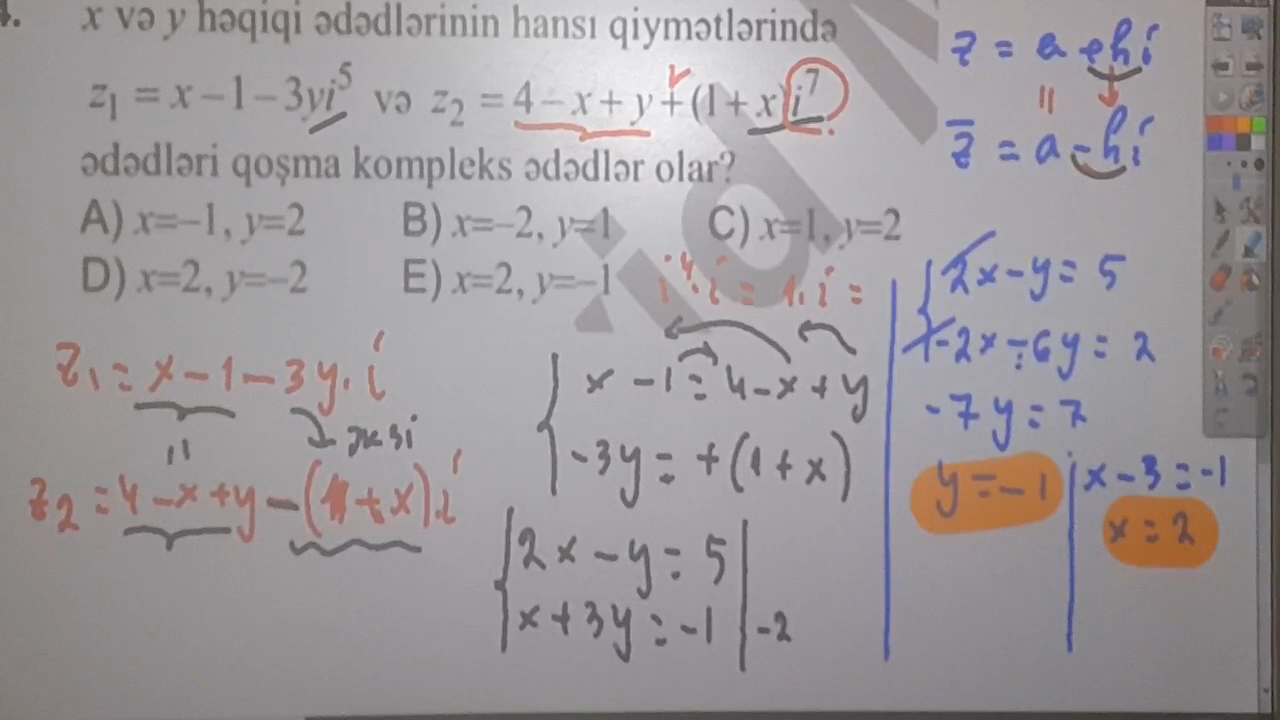 x və y həqiqi ədədlərinin hansı qiymətlərində
z₁ = x−1−3yi⁵ və z₂ = 4−x+y+(1+x)i⁷
ədədləri qoşma kompleks ədədlər olar?
A) x=−1, y=2 B) x=−2, y=1 C) x=1, y=2
D) x=2, y=−2 E) x=2, y=−1
i⁴·i = 1·i =
z₁ = x−1−3y·i
əksi
=
z₂ = 4−x+y−(1+x)·i
x−1=4−x+y
−3y=+(1+x)
2x−y=5
x+3y=−1 | −2
=
z̄ = a−bi
2x−y=5
−2x−6y=2
−7y=7
y=−1 | x−3=−1
x=2